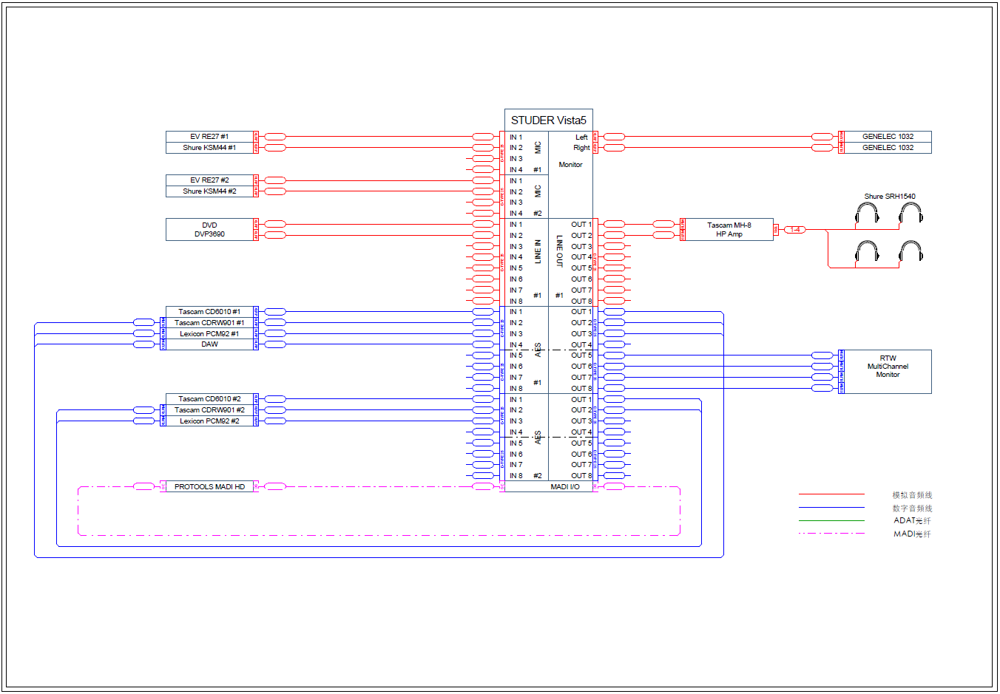 STUDER Vista5
EV RE27 #1
Shure KSM44 #1
EV RE27 #2
Shure KSM44 #2
DVD
DVP3690
Tascam CD6010 #1
Tascam CDRW901 #1
Lexicon PCM92 #1
DAW
Tascam CD6010 #2
Tascam CDRW901 #2
Lexicon PCM92 #2
PROTOOLS MADI HD
IN 1
IN 2
IN 3
IN 4
MIC
#1
IN 1
IN 2
IN 3
IN 4
MIC
#2
Left
Right
Monitor
IN 1
IN 2
IN 3
IN 4
IN 5
IN 6
IN 7
IN 8
LINE IN
#1
LINE OUT
#1
OUT 1
OUT 2
OUT 3
OUT 4
OUT 5
OUT 6
OUT 7
OUT 8
IN 1
IN 2
IN 3
IN 4
IN 5
IN 6
IN 7
IN 8
AES
#1
OUT 1
OUT 2
OUT 3
OUT 4
OUT 5
OUT 6
OUT 7
OUT 8
IN 1
IN 2
IN 3
IN 4
IN 5
IN 6
IN 7
IN 8
AES
#2
OUT 1
OUT 2
OUT 3
OUT 4
OUT 5
OUT 6
OUT 7
OUT 8
MADI I/O
GENELEC 1032
GENELEC 1032
Shure SRH1540
Tascam MH-8
HP Amp
1-4
RTW
MultiChannel
Monitor
模拟音频线
数字音频线
ADAT光纤
MADI光纤